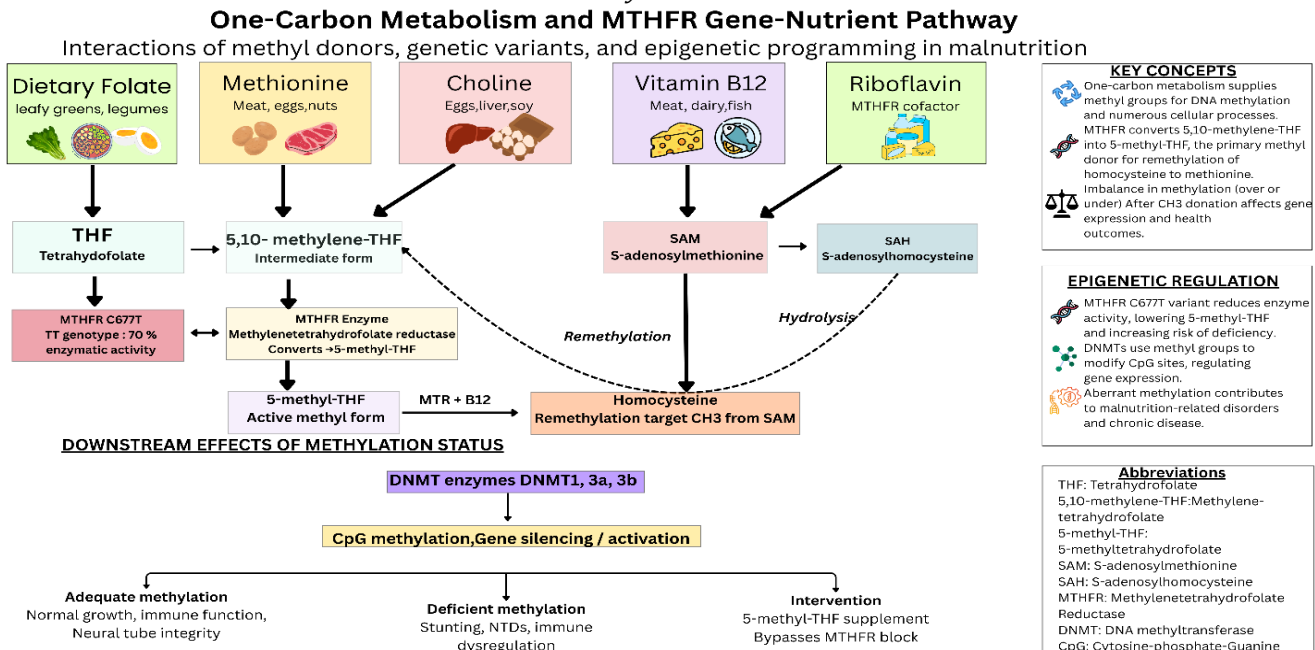 One-Carbon Metabolism and MTHFR Gene-Nutrient Pathway
Interactions of methyl donors, genetic variants, and epigenetic programming in malnutrition
Dietary Folate
leafy greens, legumes
Methionine
Meat, eggs,nuts
Choline
Eggs,liver,soy
Vitamin B12
Meat, dairy,fish
Riboflavin
MTHFR cofactor
THF
Tetrahydofolate
5,10- methylene-THF
Intermediate form
SAM
S-adenosylmethionine
SAH
S-adenosylhomocysteine
MTHFR C677T
TT genotype : 70 %
enzymatic activity
MTHFR Enzyme
Methylenetetrahydrofolate reductase
Converts →5-methyl-THF
Remethylation
Hydrolysis
5-methyl-THF
Active methyl form
MTR + B12
Homocysteine
Remethylation target CH3 from SAM
DOWNSTREAM EFFECTS OF METHYLATION STATUS
DNMT enzymes DNMT1, 3a, 3b
CpG methylation,Gene silencing / activation
Adequate methylation
Normal growth, immune function,
Neural tube integrity
Deficient methylation
Stunting, NTDs, immune
dysregulation
Intervention
5-methyl-THF supplement
Bypasses MTHFR block
KEY CONCEPTS
One-carbon metabolism supplies
methyl groups for DNA methylation
and numerous cellular processes.
MTHFR converts 5,10-methylene-THF
into 5-methyl-THF, the primary methyl
donor for remethylation of
homocysteine to methionine.
Imbalance in methylation (over or
under) After CH3 donation affects gene
expression and health
outcomes.
EPIGENETIC REGULATION
MTHFR C677T variant reduces enzyme
activity, lowering 5-methyl-THF
and increasing risk of deficiency.
DNMTs use methyl groups to
modify CpG sites, regulating
gene expression.
Aberrant methylation contributes
to malnutrition-related disorders
and chronic disease.
Abbreviations
THF: Tetrahydrofolate
5,10-methylene-THF:Methylene-
tetrahydrofolate
5-methyl-THF:
5-methyltetrahydrofolate
SAM: S-adenosylmethionine
SAH: S-adenosylhomocysteine
MTHFR: Methylenetetrahydrofolate
Reductase
DNMT: DNA methyltransferase
CpG: Cytosine-phosphate-Guanine